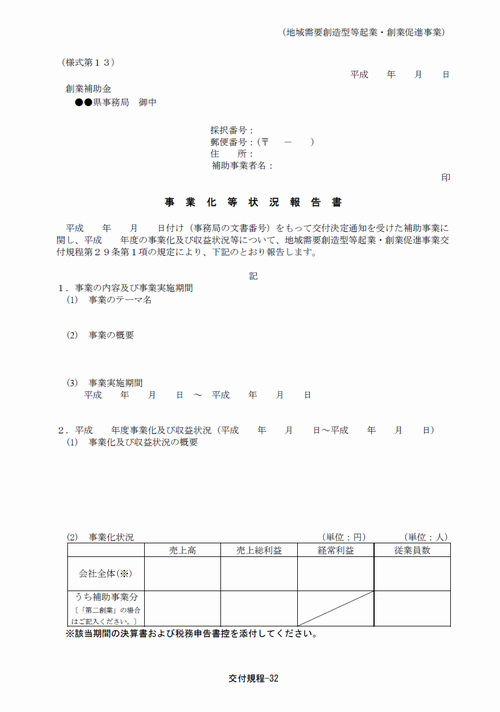 （地域需要創造型等起業・創業促進事業）
（様式第１３）
平成　　年　　月　　日
創業補助金
●●県事務局　御中
採択番号：
郵便番号：（〒　－　　）
住　　所：
補助事業者名：
印
事　業　化　等　状　況　報　告　書
平成　　年　　月　　日付け（事務局の文書番号）をもって交付決定通知を受けた補助事業に
関し、平成　　年度の事業化及び収益状況等について、地域需要創造型等起業・創業促進事業交
付規程第２９条第１項の規定により、下記のとおり報告します。
記
１．事業の内容及び事業実施期間
(1)　事業のテーマ名
(2)　事業の概要
(3)　事業実施期間
平成　　年　　月　　日　～　平成　　年　　月　　日
２．平成　　年度事業化及び収益状況（平成　　年　　月　　日～平成　　年　　月　　日）
(1)　事業化及び収益状況の概要
(2)　事業化状況　（単位：円）　（単位：人）
売上高　売上総利益　経常利益　従業員数
会社全体(※)
うち補助事業分
〔「第二創業」の場合
はご記入ください。〕
※該当期間の決算書および税務申告書控を添付してください。
交付規程-32